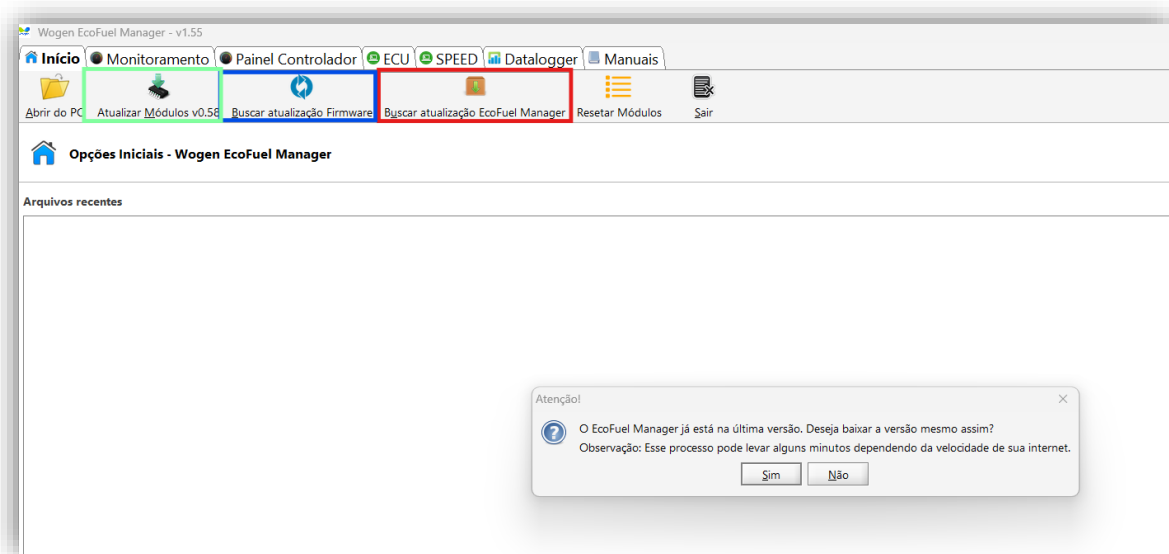 Wogen EcoFuel Manager - v1.55
Início Monitoramento Painel Controlador ECU SPEED Datalogger Manuais
Abrir do PC Atualizar Módulos v0.58 Buscar atualização Firmware Buscar atualização EcoFuel Manager Resetar Módulos Sair
Opções Iniciais - Wogen EcoFuel Manager
Arquivos recentes
Atenção!
O EcoFuel Manager já está na última versão. Deseja baixar a versão mesmo assim?
Observação: Esse processo pode levar alguns minutos dependendo da velocidade de sua internet.
Sim Não